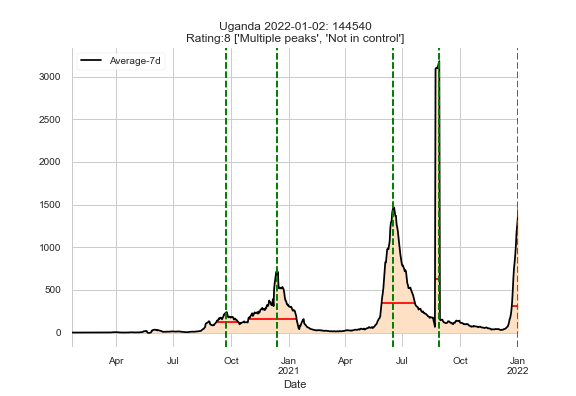 Uganda 2022-01-02: 144540
Rating:8 ['Multiple peaks', 'Not in control']
Average-7d
3000
2500
2000
1500
1000
500
0
Apr Jul Oct Jan Apr Jul Oct Jan
2021 2022
Date